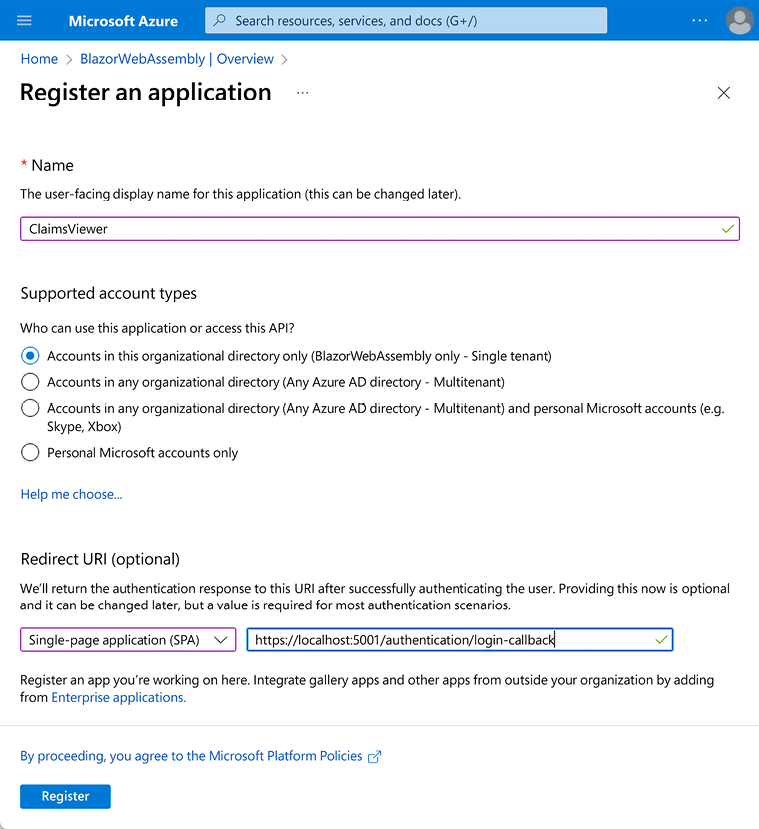 Microsoft Azure
Search resources, services, and docs (G+/)
...
Home > BlazorWebAssembly | Overview >
Register an application
...
* Name
The user-facing display name for this application (this can be changed later).
ClaimsViewer
Supported account types
Who can use this application or access this API?
Accounts in this organizational directory only (BlazorWebAssembly only - Single tenant)
Accounts in any organizational directory (Any Azure AD directory - Multitenant)
Accounts in any organizational directory (Any Azure AD directory - Multitenant) and personal Microsoft accounts (e.g.
Skype, Xbox)
Personal Microsoft accounts only
Help me choose...
Redirect URI (optional)
We'll return the authentication response to this URI after successfully authenticating the user. Providing this now is optional
and it can be changed later, but a value is required for most authentication scenarios.
Single-page application (SPA)
https://localhost:5001/authentication/login-callback
Register an app you're working on here. Integrate gallery apps and other apps from outside your organization by adding
from Enterprise applications.
By proceeding, you agree to the Microsoft Platform Policies
Register